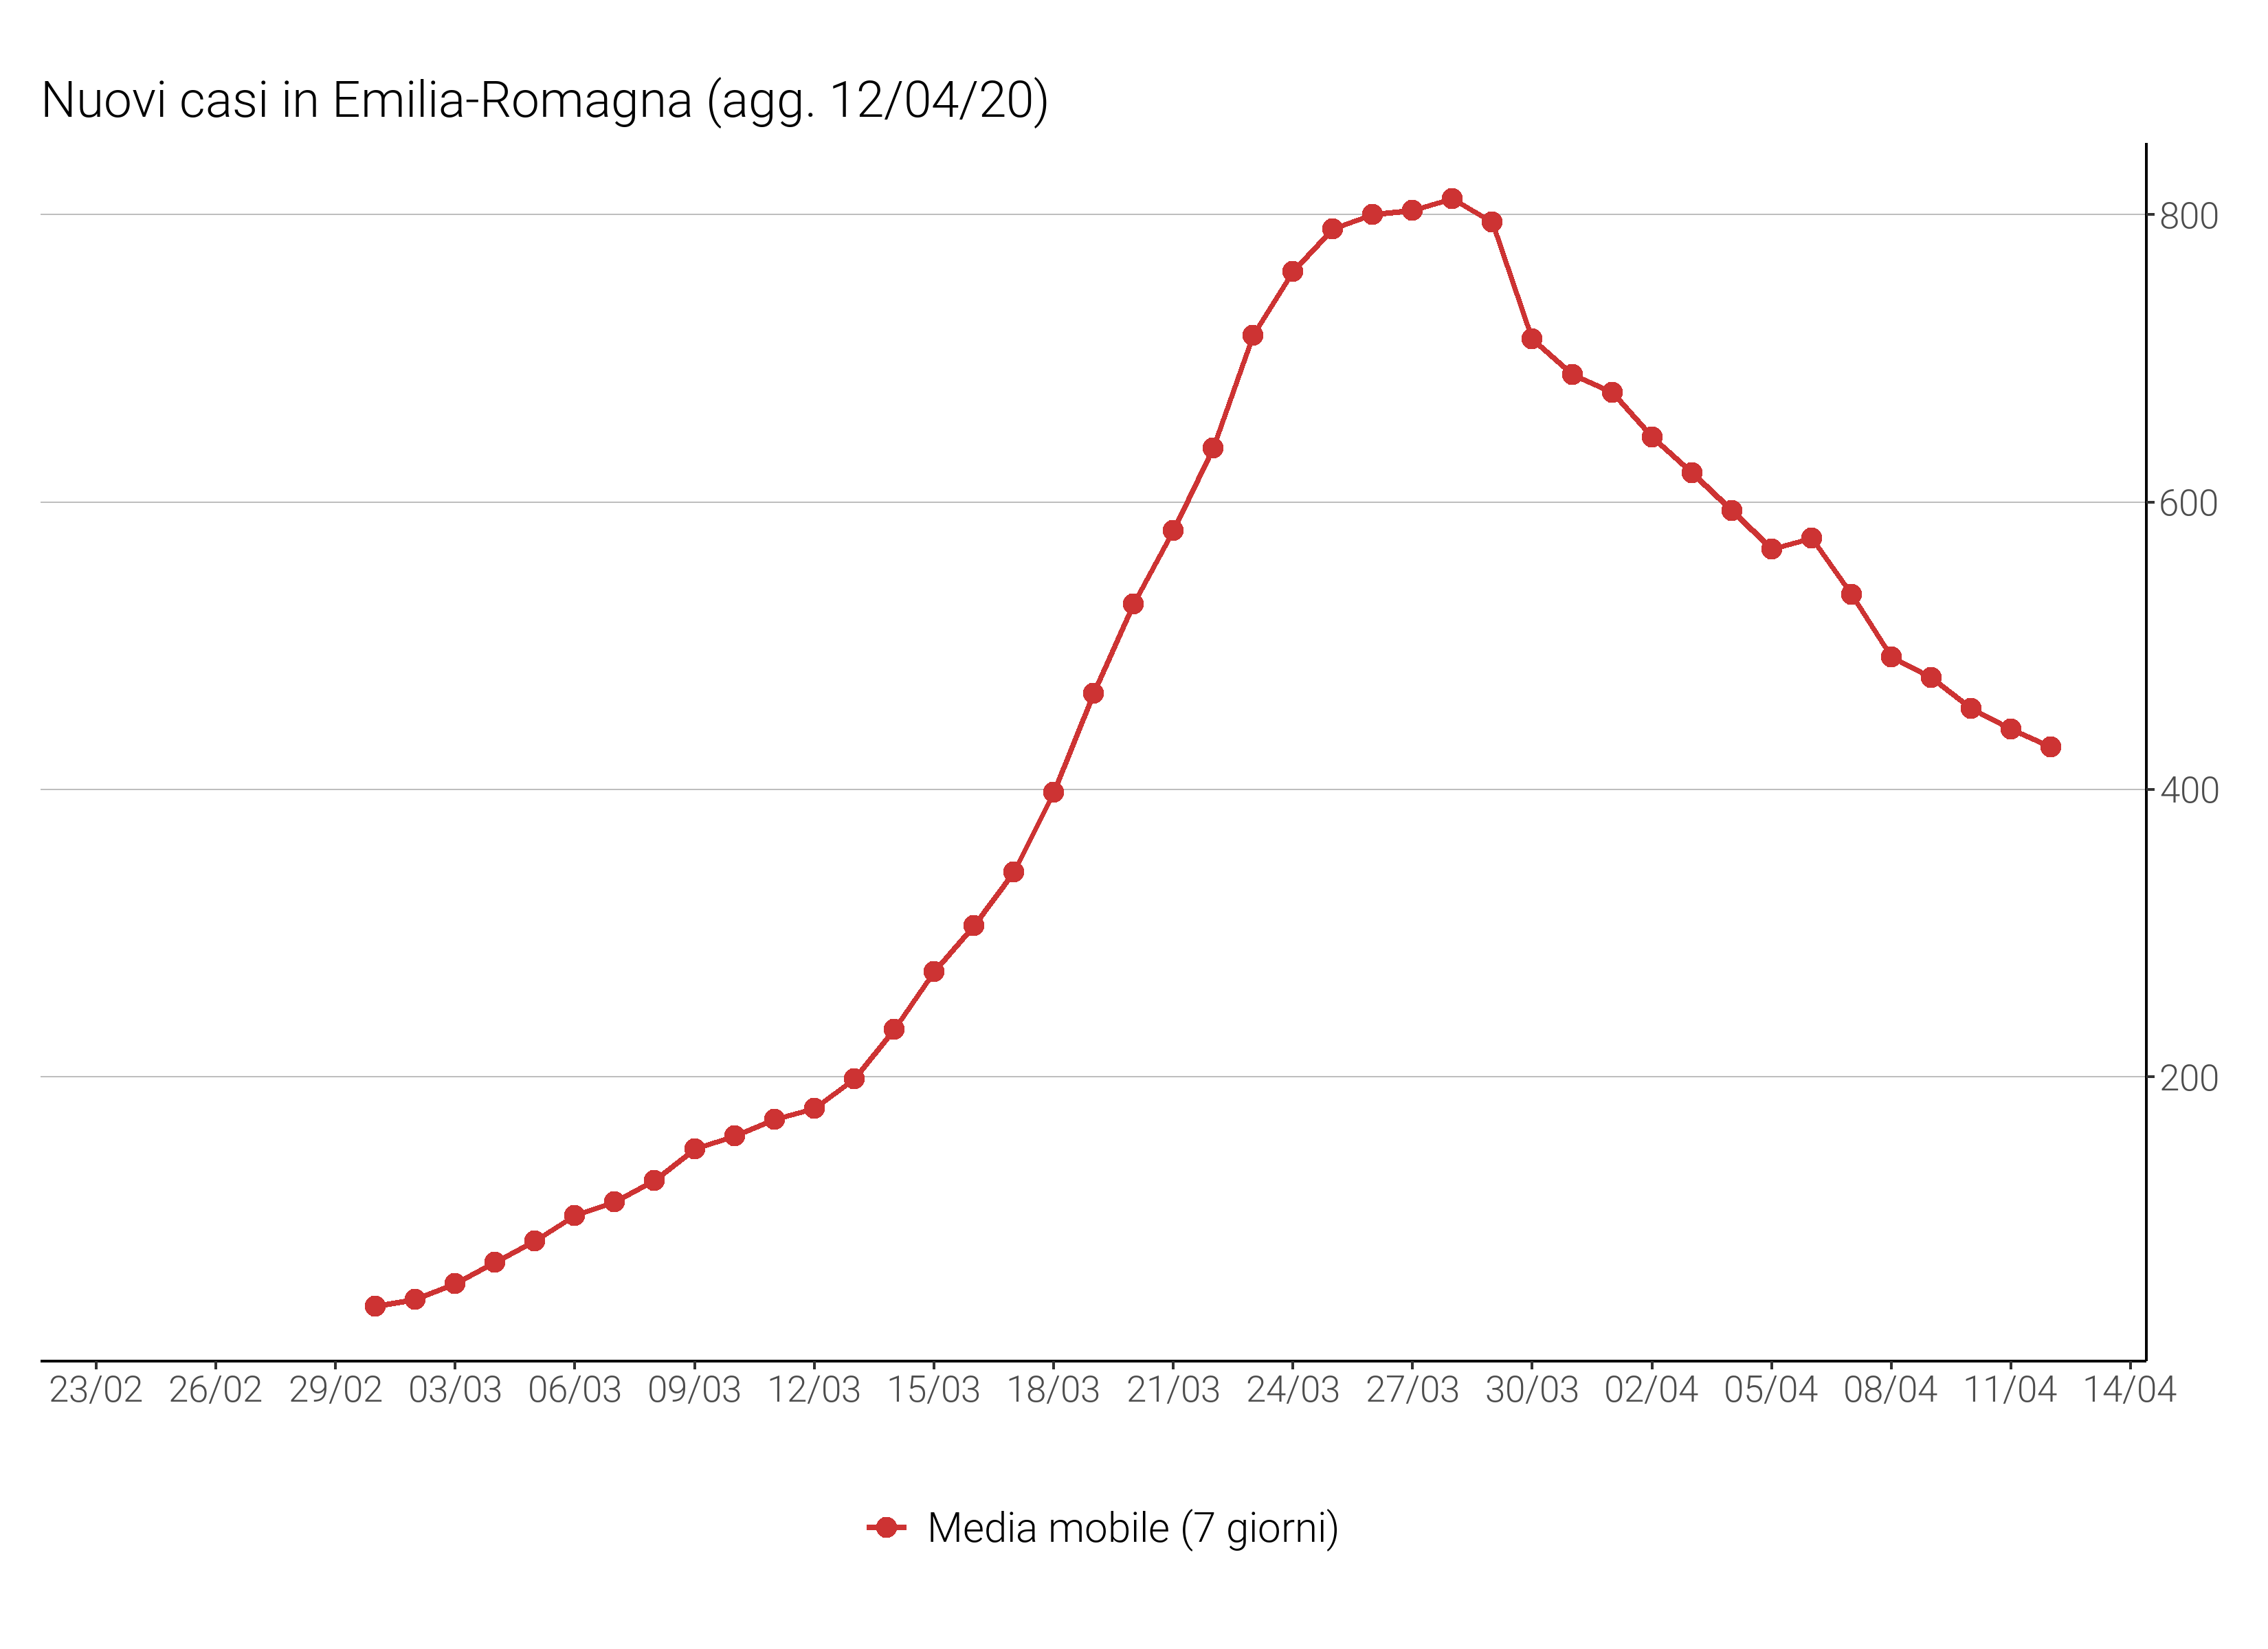 Nuovi casi in Emilia-Romagna (agg. 12/04/20)
800
600
400
200
23/02 26/02 29/02 03/03 06/03 09/03 12/03 15/03 18/03 21/03 24/03 27/03 30/03 02/04 05/04 08/04 11/04 14/04
Media mobile (7 giorni)